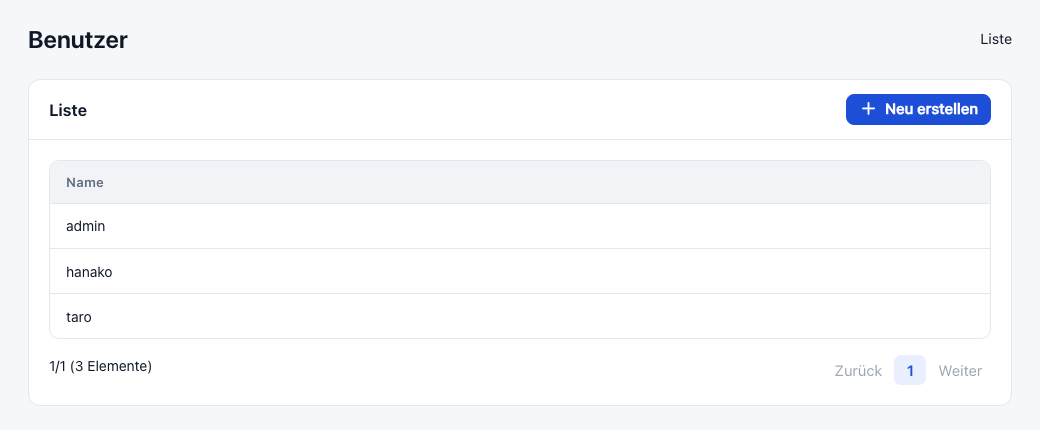 Benutzer
Liste
Liste
Neu erstellen
Name
admin
hanako
taro
1/1 (3 Elemente)
Zurück 1 Weiter